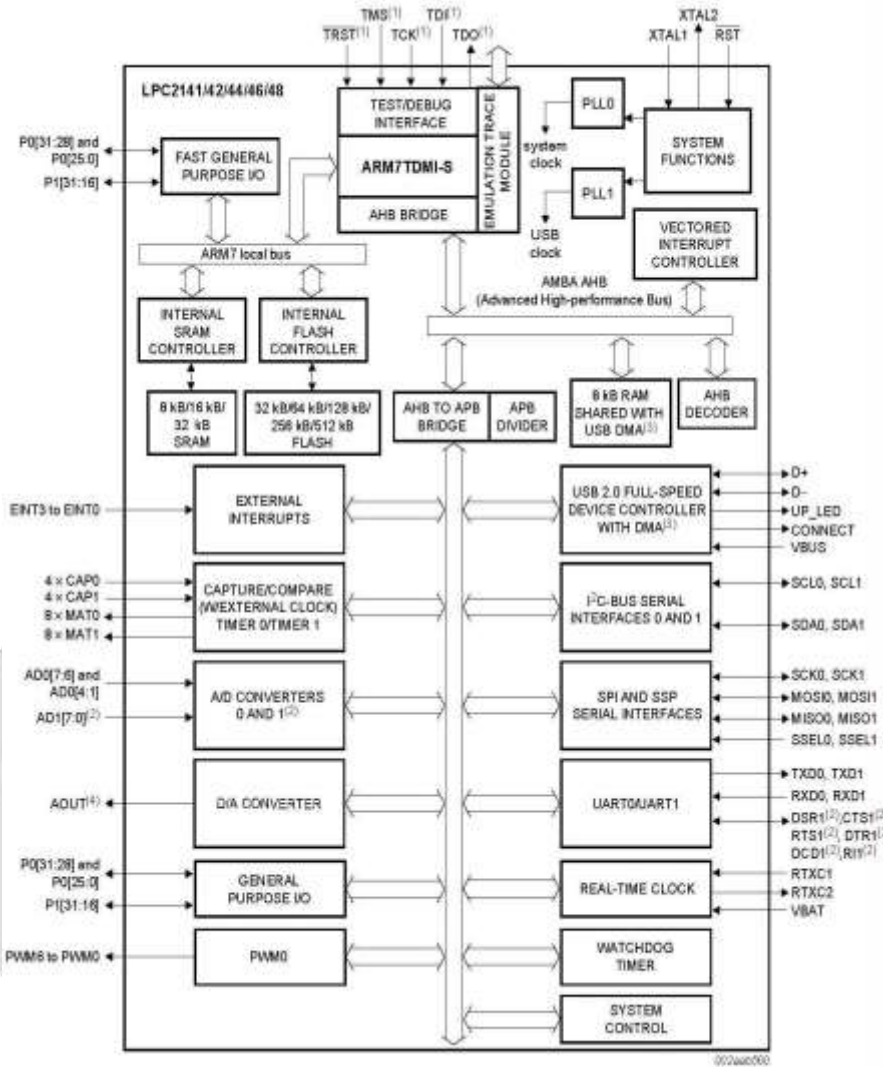 TMS(1) TDI(1)
TRST(1) TCK(1) TDO(1)
XTAL2
XTAL1 RST
LPC2141/42/44/46/48
TEST/DEBUG
INTERFACE
ARM7TDMI-S
AHB BRIDGE
EMULATION TRACE
MODULE
PLL0
system
clock
PLL1
USB
clock
SYSTEM
FUNCTIONS
VECTORED
INTERRUPT
CONTROLLER
P0[31:28] and
P0[25:0]
P1[31:16]
FAST GENERAL
PURPOSE I/O
ARM7 local bus
AMBA AHB
(Advanced High-performance Bus)
INTERNAL
SRAM
CONTROLLER
INTERNAL
FLASH
CONTROLLER
8 kB/16 kB/
32 kB
SRAM
32 kB/64 kB/128 kB/
256 kB/512 kB
FLASH
AHB TO APB
BRIDGE
APB
DIVIDER
8 kB RAM
SHARED WITH
USB DMA(3)
AHB
DECODER
EINT3 to EINT0
EXTERNAL
INTERRUPTS
USB 2.0 FULL-SPEED
DEVICE CONTROLLER
WITH DMA(3)
D+
D−
UP_LED
CONNECT
VBUS
4 × CAP0
4 × CAP1
8 × MAT0
8 × MAT1
CAPTURE/COMPARE
(W/EXTERNAL CLOCK)
TIMER 0/TIMER 1
I2C-BUS SERIAL
INTERFACES 0 AND 1
SCL0, SCL1
SDA0, SDA1
AD0[7:6] and
AD0[4:1]
AD1[7:0](2)
A/D CONVERTERS
0 AND 1(2)
SPI AND SSP
SERIAL INTERFACES
SCK0, SCK1
MOSI0, MOSI1
MISO0, MISO1
SSEL0, SSEL1
AOUT(4)
D/A CONVERTER
UART0/UART1
TXD0, TXD1
RXD0, RXD1
DSR1(2),CTS1(2
RTS1(2), DTR1(2
DCD1(2),RI1(2)
P0[31:28] and
P0[25:0]
P1[31:16]
GENERAL
PURPOSE I/O
REAL-TIME CLOCK
RTXC1
RTXC2
VBAT
PWM6 to PWM0
PWM0
WATCHDOG
TIMER
SYSTEM
CONTROL